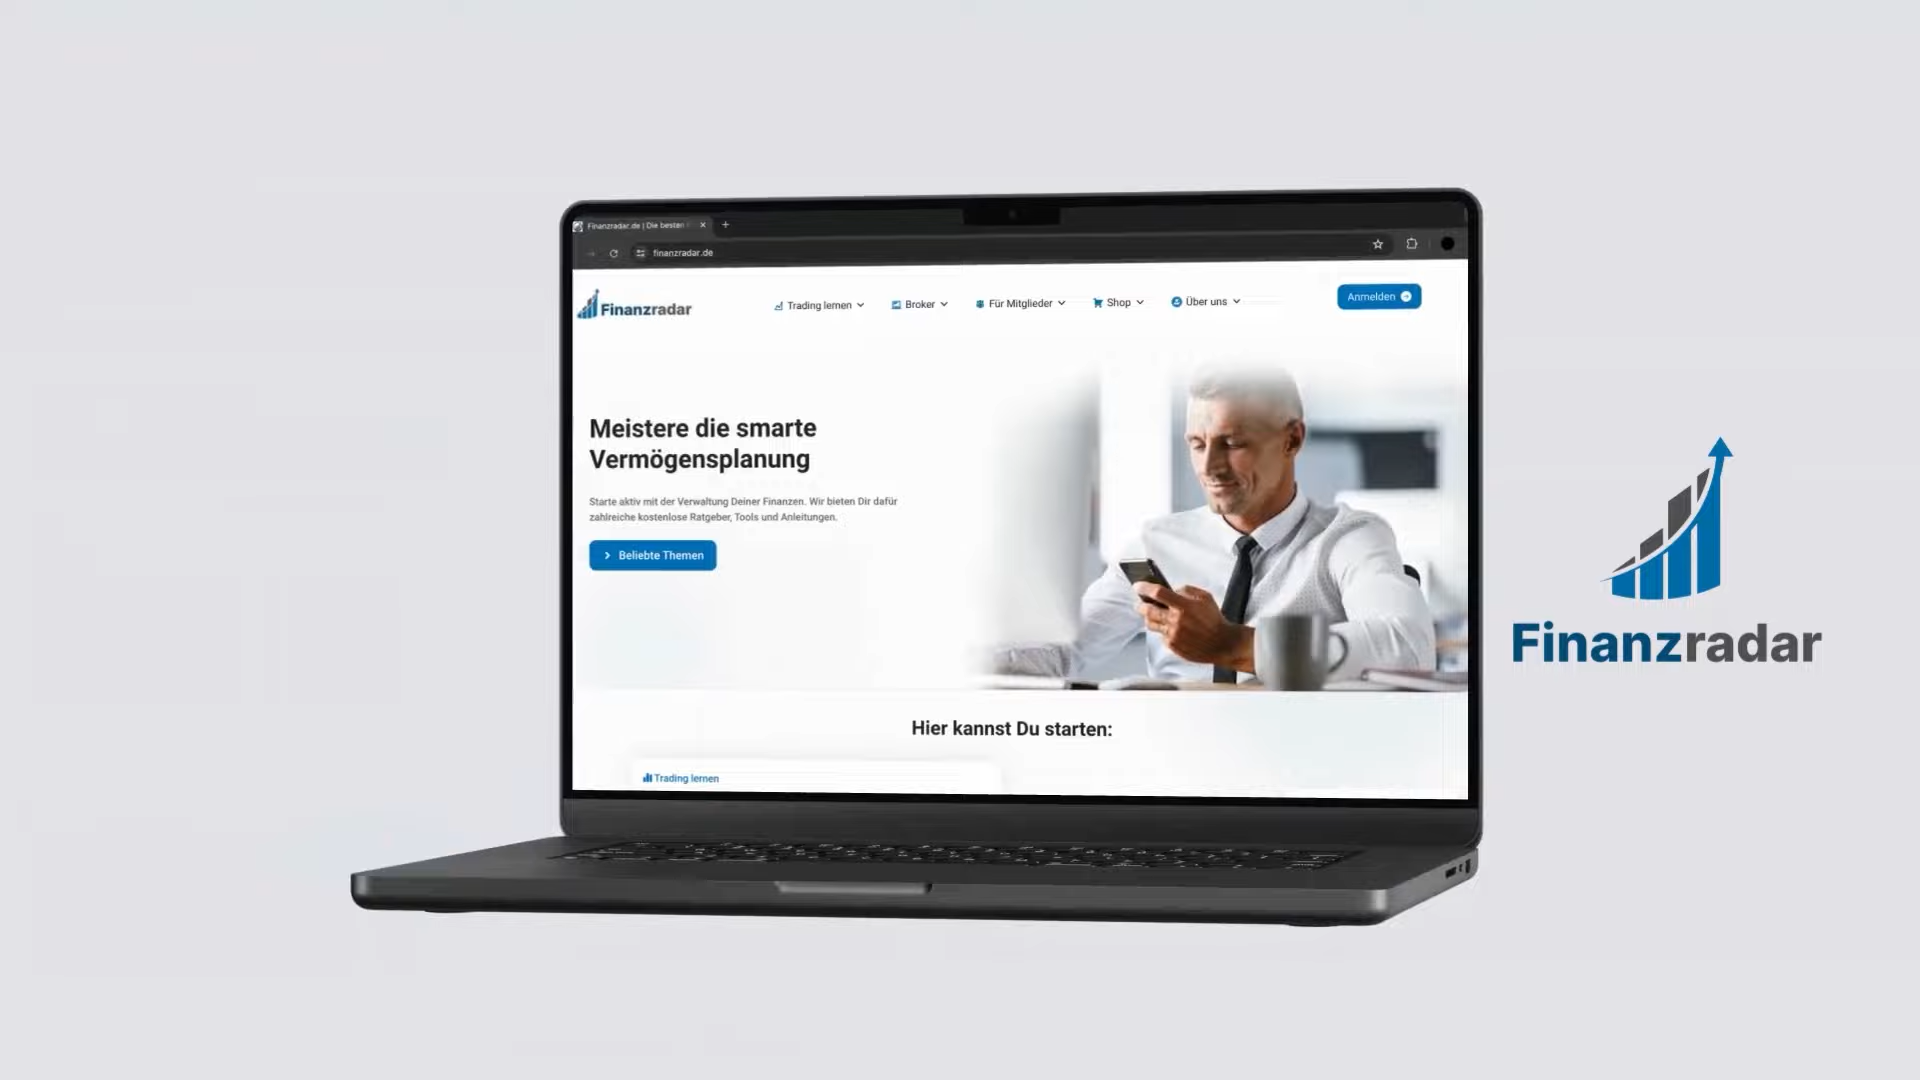 Finanzradar.de | Die besten
finanzradar.de
Finanzradar
Trading lernen
Broker
Für Mitglieder
Shop
Über uns
Anmelden
Meistere die smarte
Vermögensplanung
Starte aktiv mit der Verwaltung Deiner Finanzen. Wir bieten Dir dafür
zahlreiche kostenlose Ratgeber, Tools und Anleitungen.
Beliebte Themen
Hier kannst Du starten:
Trading lernen
Finanzradar